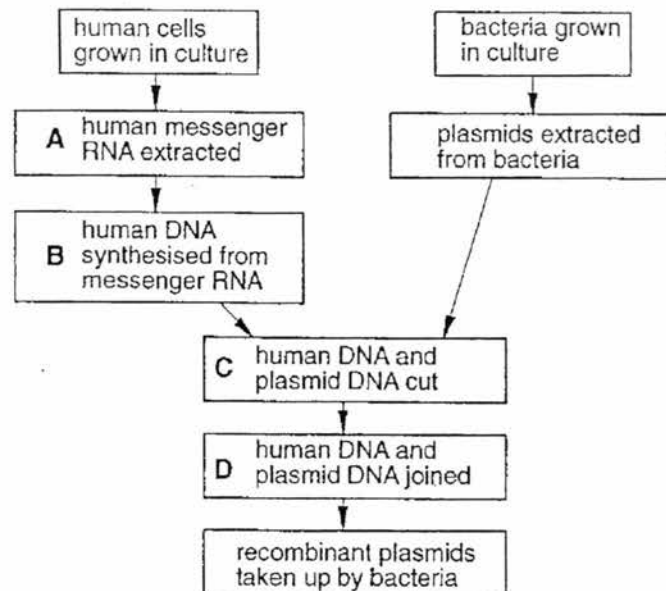 human cells
grown in culture
bacteria grown
in culture
A human messenger
RNA extracted
plasmids extracted
from bacteria
human DNA
B synthesised from
messenger RNA
C human DNA and
plasmid DNA cut
D human DNA and
plasmid DNA joined
recombinant plasmids
taken up by bacteria